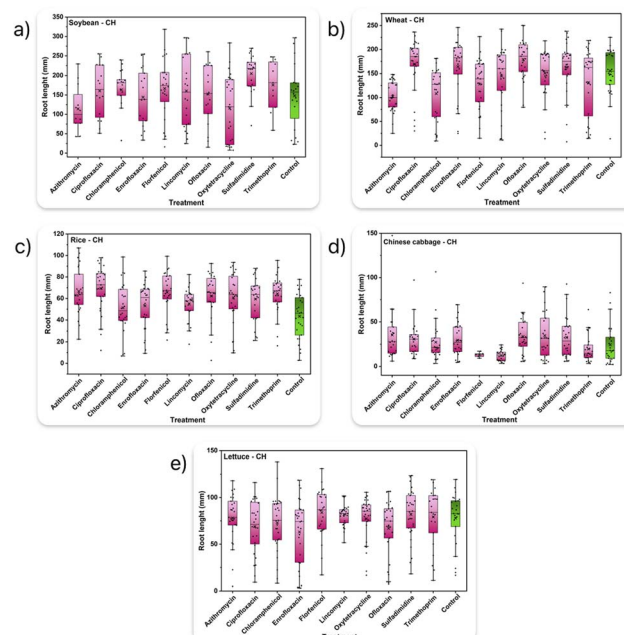 a)
Soybean - CH
Root lenght (mm)
350
300
250
200
150
100
50
0
Azithromycin
Ciprofloxacin
Chloramphenicol
Enrofloxacin
Florfenicol
Lincomycin
Ofloxacin
Oxytetracycline
Sulfadimidine
Trimethoprim
Control
Treatment
b)
Wheat - CH
Root lenght (mm)
250
200
150
100
50
0
Azithromycin
Ciprofloxacin
Chloramphenicol
Enrofloxacin
Florfenicol
Lincomycin
Ofloxacin
Oxytetracycline
Sulfadimidine
Trimethoprim
Control
Treatment
c)
Rice - CH
Root lenght (mm)
120
100
80
60
40
20
0
Azithromycin
Ciprofloxacin
Chloramphenicol
Enrofloxacin
Florfenicol
Lincomycin
Ofloxacin
Oxytetracycline
Sulfadimidine
Trimethoprim
Control
Treatment
d)
Chinese cabbage - CH
Root lenght (mm)
150
100
50
0
Azithromycin
Ciprofloxacin
Chloramphenicol
Enrofloxacin
Florfenicol
Lincomycin
Ofloxacin
Oxytetracycline
Sulfadimidine
Trimethoprim
Control
Treatment
e)
Lettuce - CH
Root lenght (mm)
150
100
50
0
Azithromycin
Ciprofloxacin
Chloramphenicol
Enrofloxacin
Florfenicol
Lincomycin
Oxytetracycline
Ofloxacin
Sulfadimidine
Trimethoprim
Control
Treatment